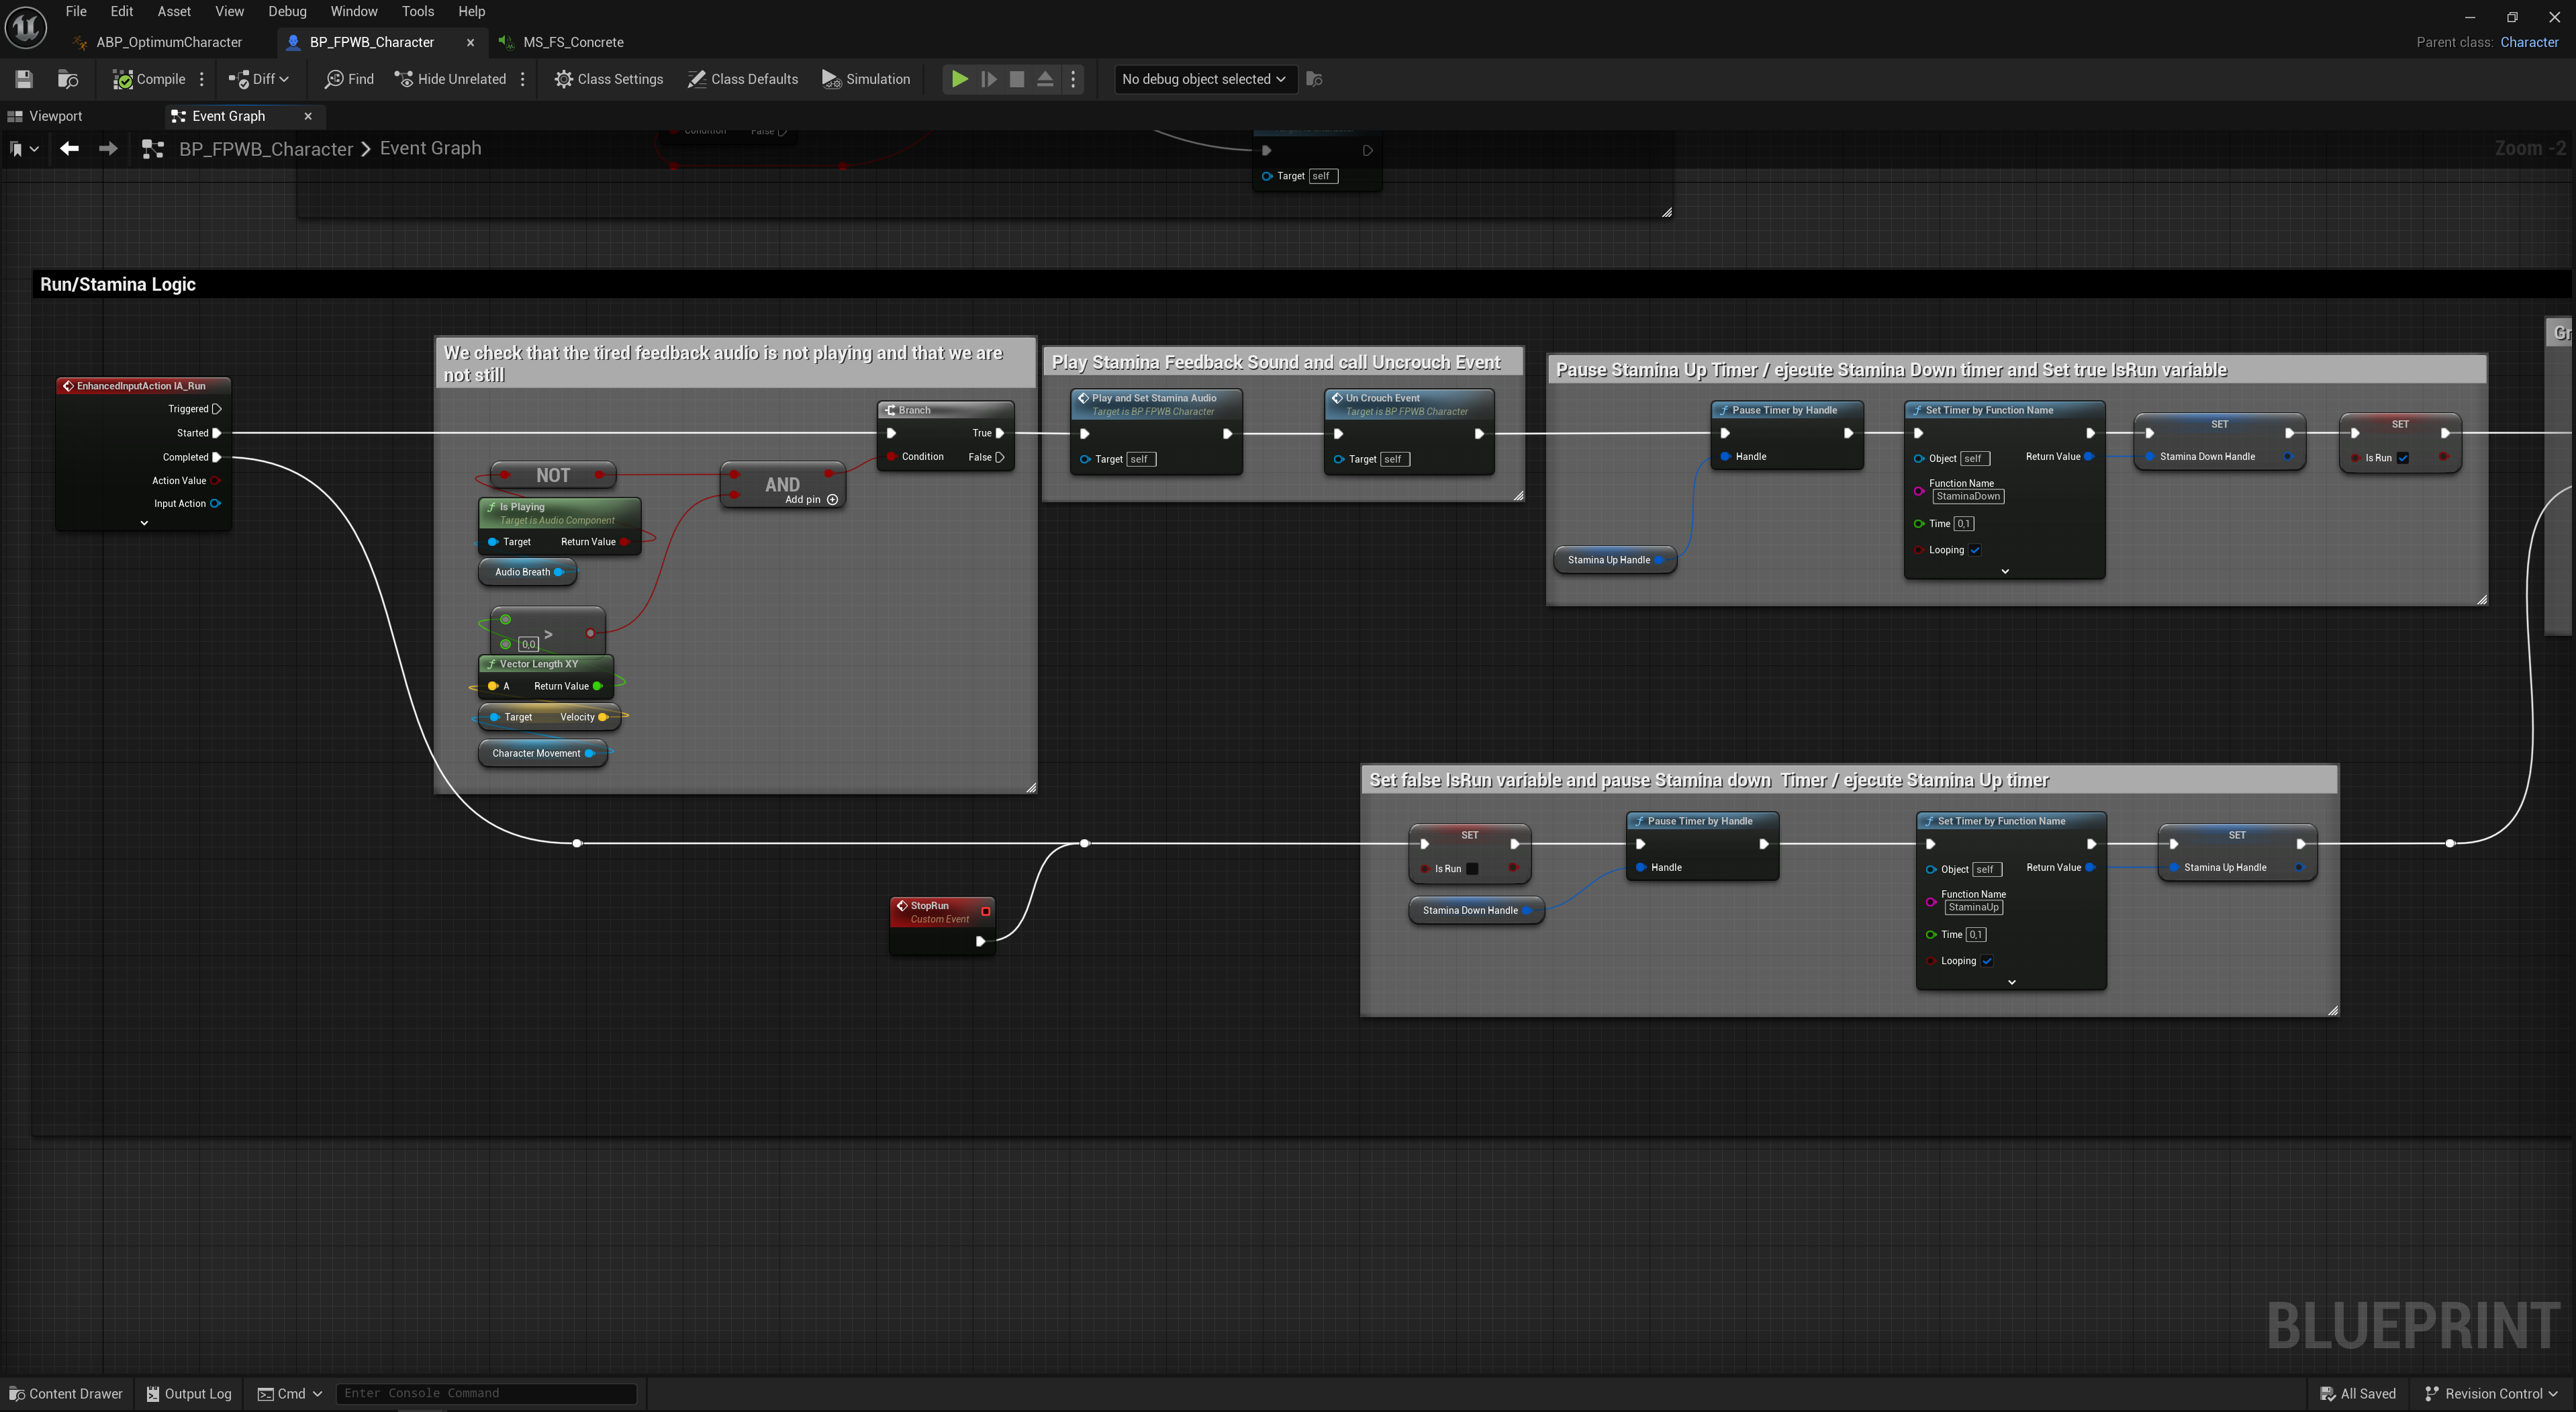 File Edit Asset View Debug Window Tools Help
ABP_OptimumCharacter
BP_FPWB_Character
MS_FS_Concrete
Parent class: Character
Compile
Diff
Find
Hide Unrelated
Class Settings
Class Defaults
Simulation
No debug object selected
Viewport
Event Graph
BP_FPWB_Character > Event Graph
Zoom -2
Condition False
Target self
Run/Stamina Logic
We check that the tired feedback audio is not playing and that we are
not still
EnhancedInputAction IA_Run
Triggered
Started
Completed
Action Value
Input Action
Branch
True
Condition False
NOT
AND
Add pin
Is Playing
Target is Audio Component
Target Return Value
Audio Breath
>
0,0
Vector Length XY
A Return Value
Target Velocity
Character Movement
Play Stamina Feedback Sound and call Uncrouch Event
Play and Set Stamina Audio
Target is BP FPWB Character
Target self
Un Crouch Event
Target is BP FPWB Character
Target self
Pause Stamina Up Timer / ejecute Stamina Down timer and Set true IsRun variable
Pause Timer by Handle
Handle
Stamina Up Handle
Set Timer by Function Name
Object self Return Value
Function Name
StaminaDown
Time 0,1
Looping
SET
Stamina Down Handle
SET
Is Run
Gr
StopRun
Custom Event
Set false IsRun variable and pause Stamina down  Timer / ejecute Stamina Up timer
SET
Is Run
Stamina Down Handle
Pause Timer by Handle
Handle
Set Timer by Function Name
Object self Return Value
Function Name
StaminaUp
Time 0,1
Looping
SET
Stamina Up Handle
BLUEPRINT
Content Drawer
Output Log
Cmd
Enter Console Command
All Saved
Revision Control